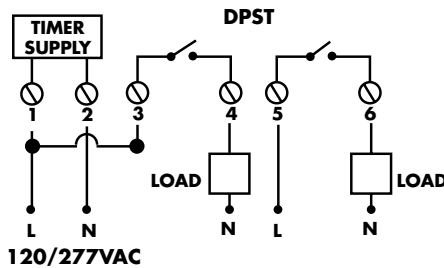 DPST
TIMER
SUPPLY
1 2 3 4 5 6
LOAD LOAD
L N N L N
120/277VAC